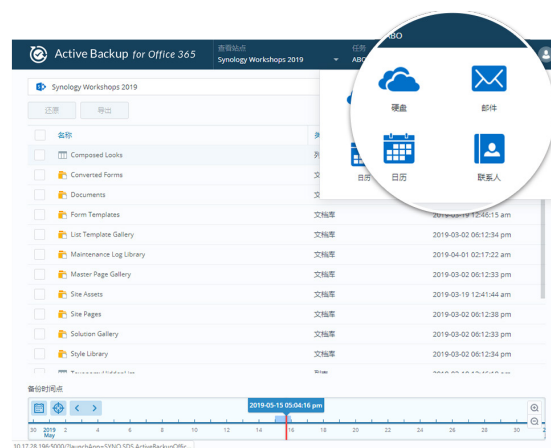 Active Backup for Office 365
查看站点
Synology Workshops 2019
任务
ABO
硬盘
邮件
日历
联系人
日历
Synology Workshops 2019
还原
导出
名称
Composed Looks
Converted Forms
Documents
Form Templates 文档库 2019-03-19 12:46:15 am
List Template Gallery 文档库 2019-03-02 06:12:34 pm
Maintenance Log Library 文档库 2019-04-01 02:17:22 am
Master Page Gallery 文档库 2019-03-02 06:12:33 pm
Site Assets 文档库 2019-03-19 12:41:44 am
Site Pages 文档库 2019-03-02 06:12:38 pm
Solution Gallery 文档库 2019-03-02 06:12:33 pm
Style Library 文档库 2019-03-02 06:12:34 pm
备份时间点
2019-05-15 05:04:16 pm
30 2019 2 4 6 8 10 12 14 16 18 20 22 24 26 28 30
May